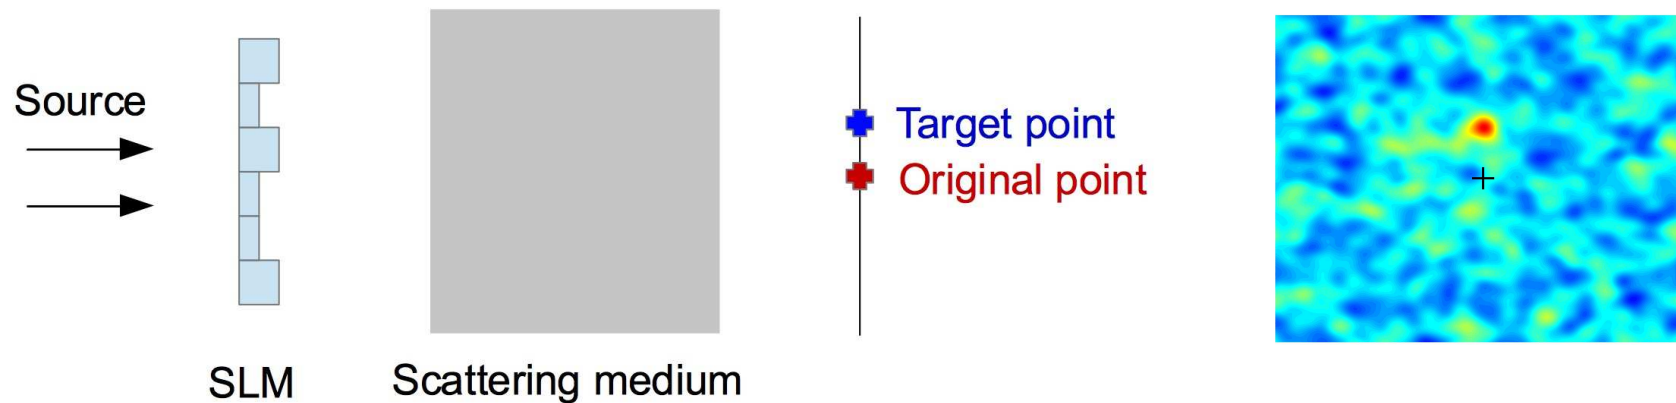 Source
Target point
Original point
SLM
Scattering medium